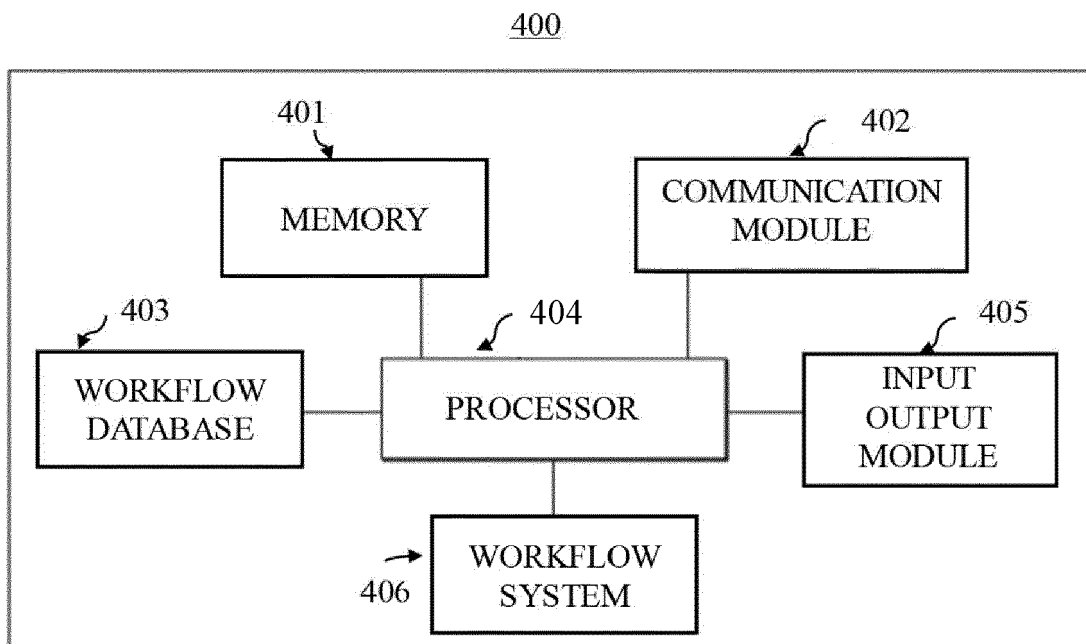 400
401
MEMORY
402
COMMUNICATION
MODULE
403
WORKFLOW
DATABASE
404
PROCESSOR
405
INPUT
OUTPUT
MODULE
406
WORKFLOW
SYSTEM